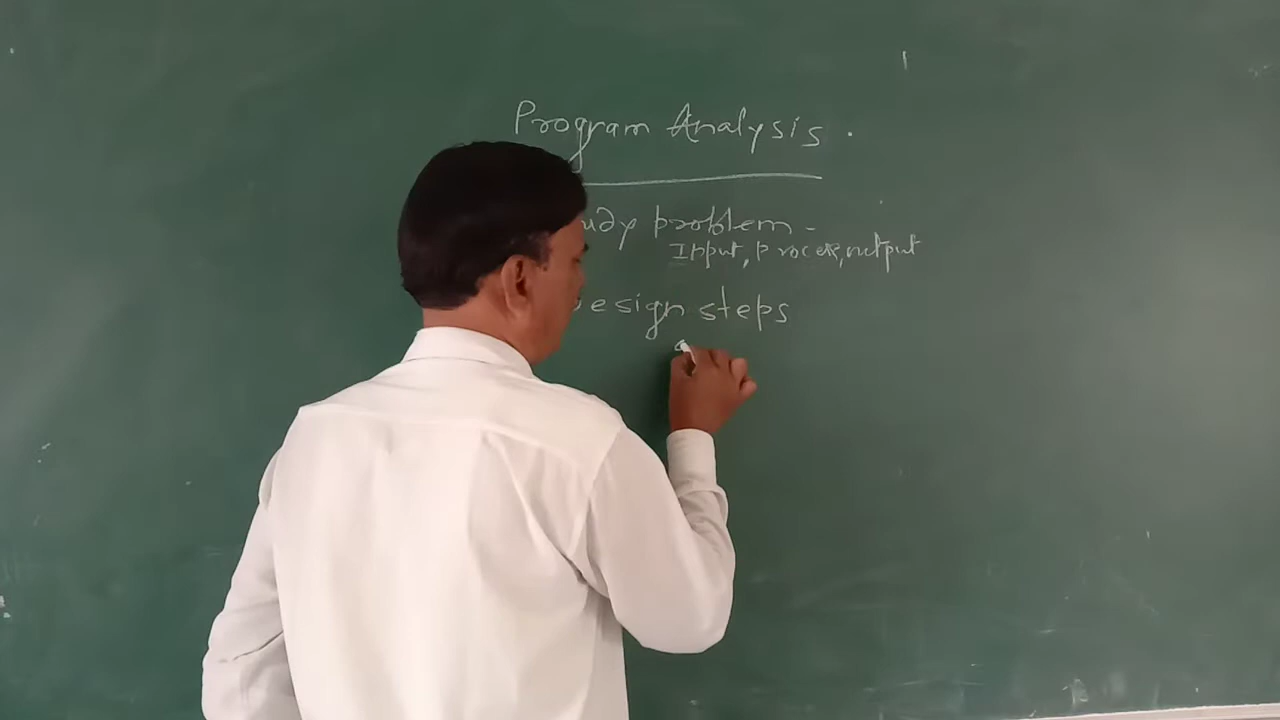 Program Analysis.
udy problem -
Input, Process, output
esign steps